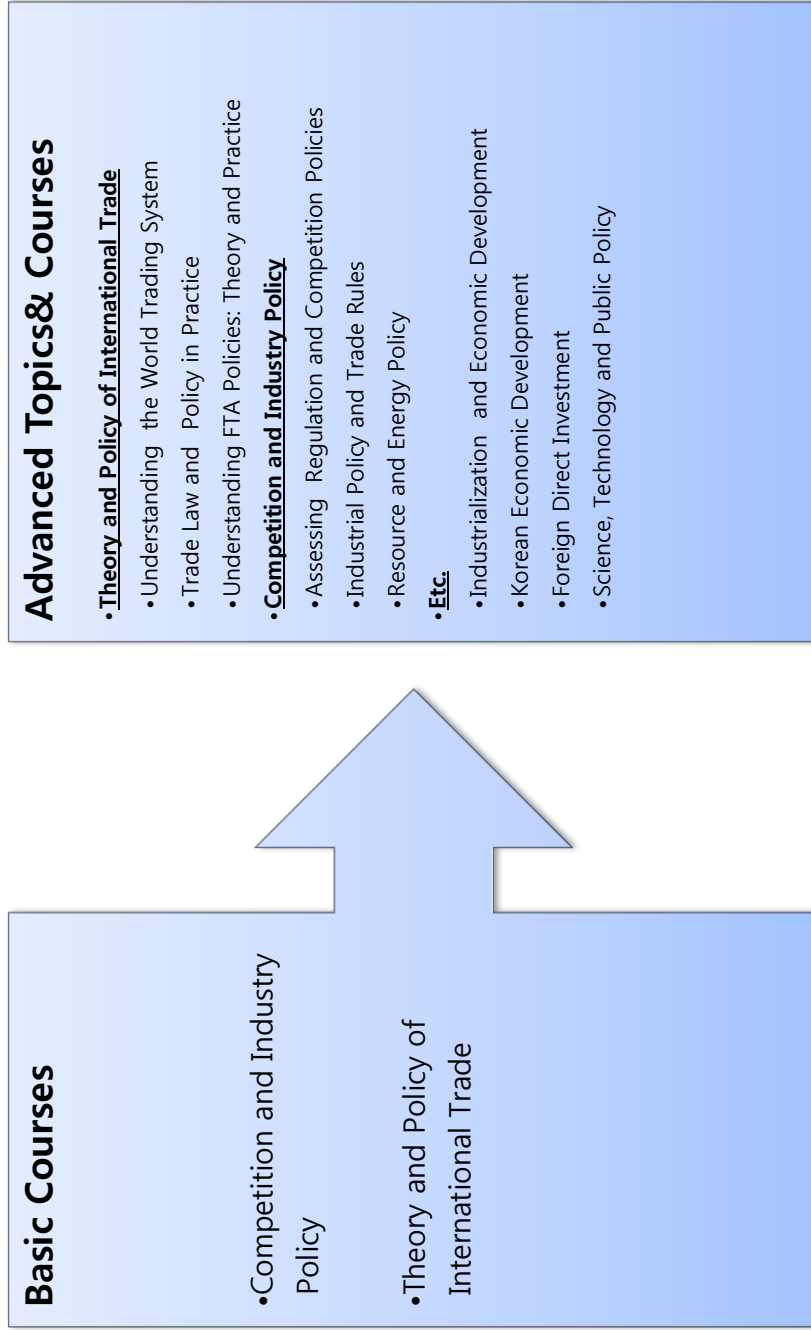 Basic Courses
•Competition and Industry
Policy
•Theory and Policy of
International Trade
Advanced Topics& Courses
•Theory and Policy of International Trade
•Understanding the World Trading System
•Trade Law and Policy in Practice
•Understanding FTA Policies: Theory and Practice
•Competition and Industry Policy
•Assessing Regulation and Competition Policies
•Industrial Policy and Trade Rules
•Resource and Energy Policy
•Etc.
•Industrialization and Economic Development
•Korean Economic Development
•Foreign Direct Investment
•Science, Technology and Public Policy